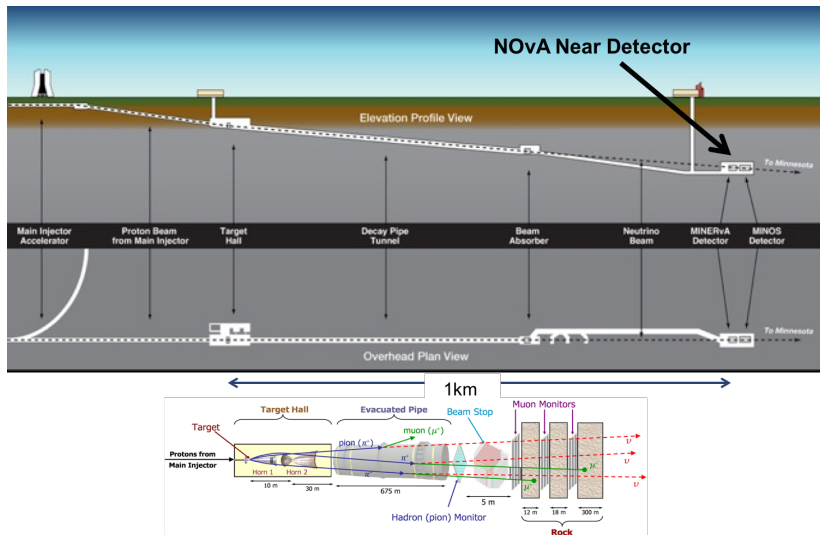 NOvA Near Detector
Elevation Profile View
To Minnesota
Main Injector
Accelerator
Proton Beam
from Main Injector
Target
Hall
Decay Pipe
Tunnel
Beam
Absorber
Neutrino
Beam
MINERvA
Detector
MINOS
Detector
To Minnesota
Overhead Plan View
1km
Target Hall
Evacuated Pipe
Beam Stop
Muon Monitors
Target
muon (μ⁺)
pion (π⁺)
Protons from
Main Injector
Horn 1
Horn 2
π⁺
π⁻
ν
ν
ν
μ⁺
μ⁻
10 m
30 m
675 m
5 m
12 m
18 m
300 m
Hadron (pion) Monitor
Rock